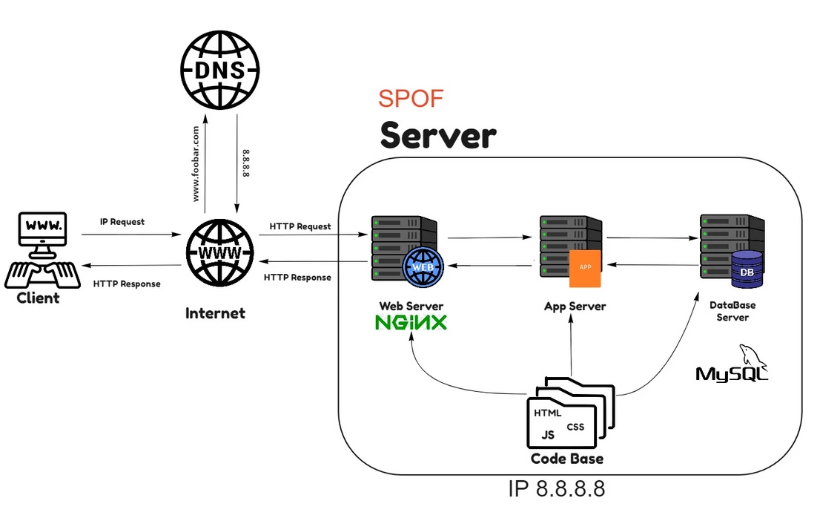 DNS
SPOF
Server
www.foobar.com
8.8.8.8
WWW.
IP Request
HTTP Response
Client
WWW
Internet
HTTP Request
HTTP Response
WEB
Web Server
NGINX
APP
App Server
DB
DataBase
Server
MySQL
HTML
CSS
JS
Code Base
IP 8.8.8.8